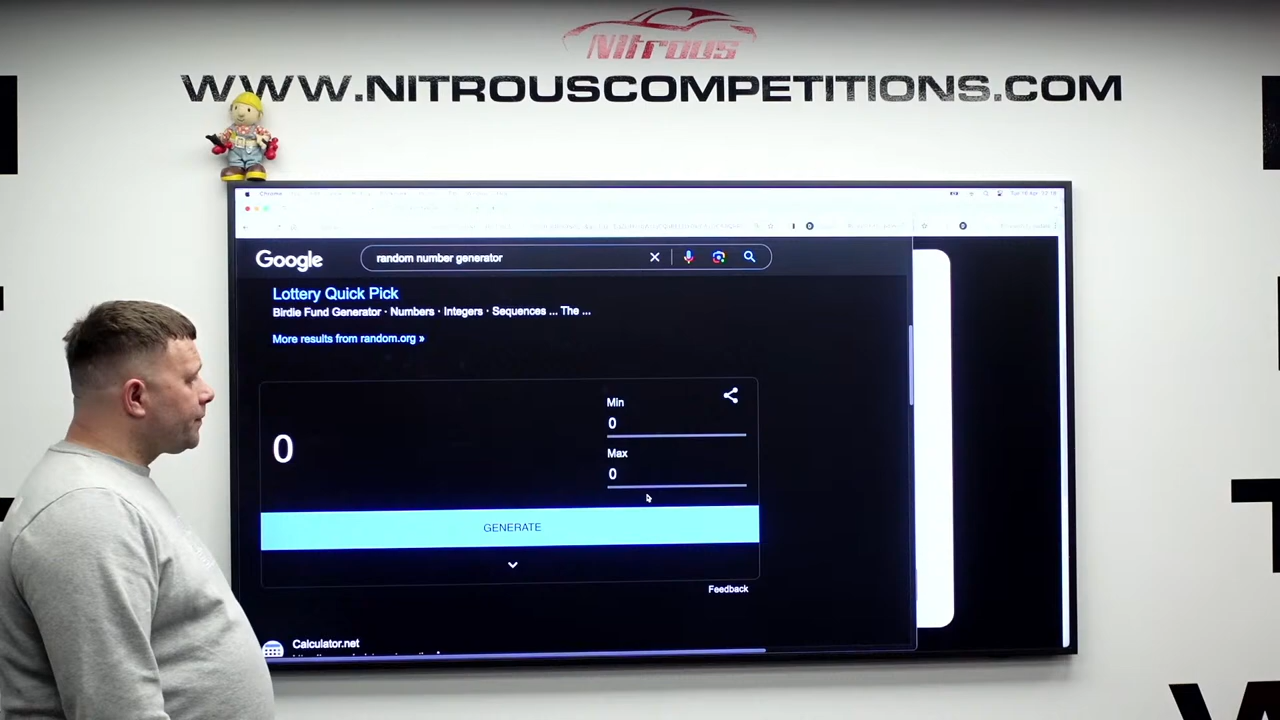 Nitrous
WWW.NITROUSCOMPETITIONS.COM
Chrome
Google
random number generator
Lottery Quick Pick
Birdie Fund Generator · Numbers · Integers · Sequences ... The ...
More results from random.org »
Min
0
0
Max
0
GENERATE
Feedback
Calculator.net